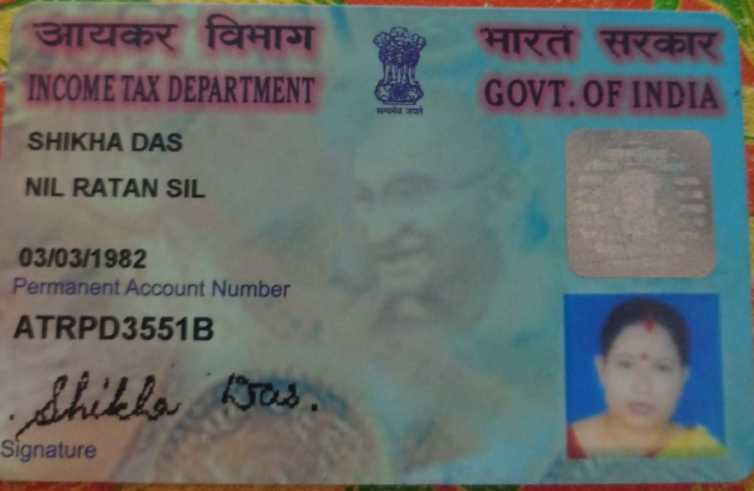 आयकर विभाग
भारत सरकार
INCOME TAX DEPARTMENT
GOVT. OF INDIA
सत्यमेव जयते
SHIKHA DAS
NIL RATAN SIL
03/03/1982
Permanent Account Number
ATRPD3551B
Shikha Das.
Signature